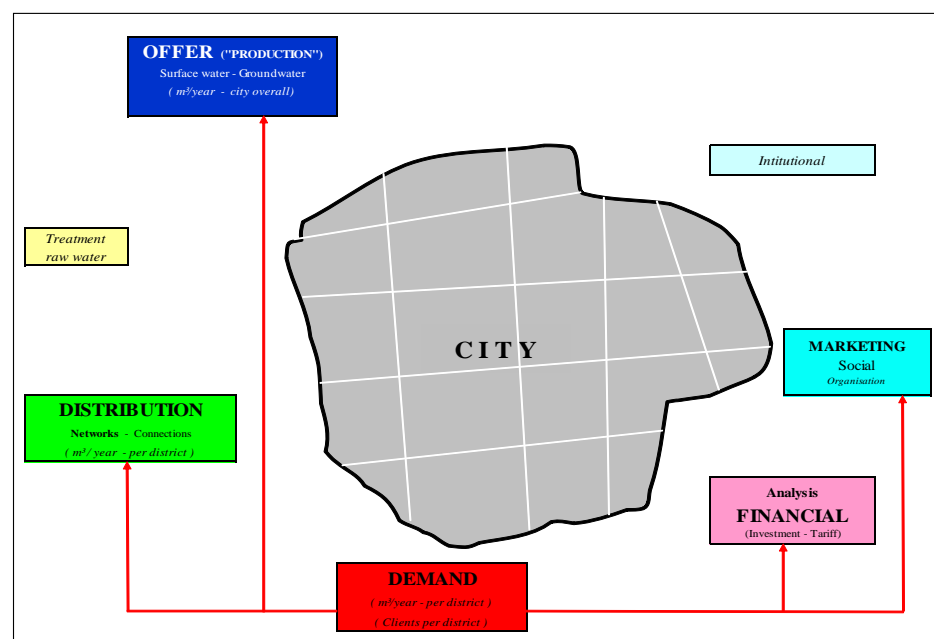 OFFER ("PRODUCTION")
Surface water - Groundwater
( m³/year - city overall)
Intitutional
Treatment
raw water
CITY
MARKETING
Social
Organisation
DISTRIBUTION
Networks - Connections
( m³/ year - per district )
Analysis
FINANCIAL
(Investment - Tariff)
DEMAND
( m³/year - per district )
( Clients per district )